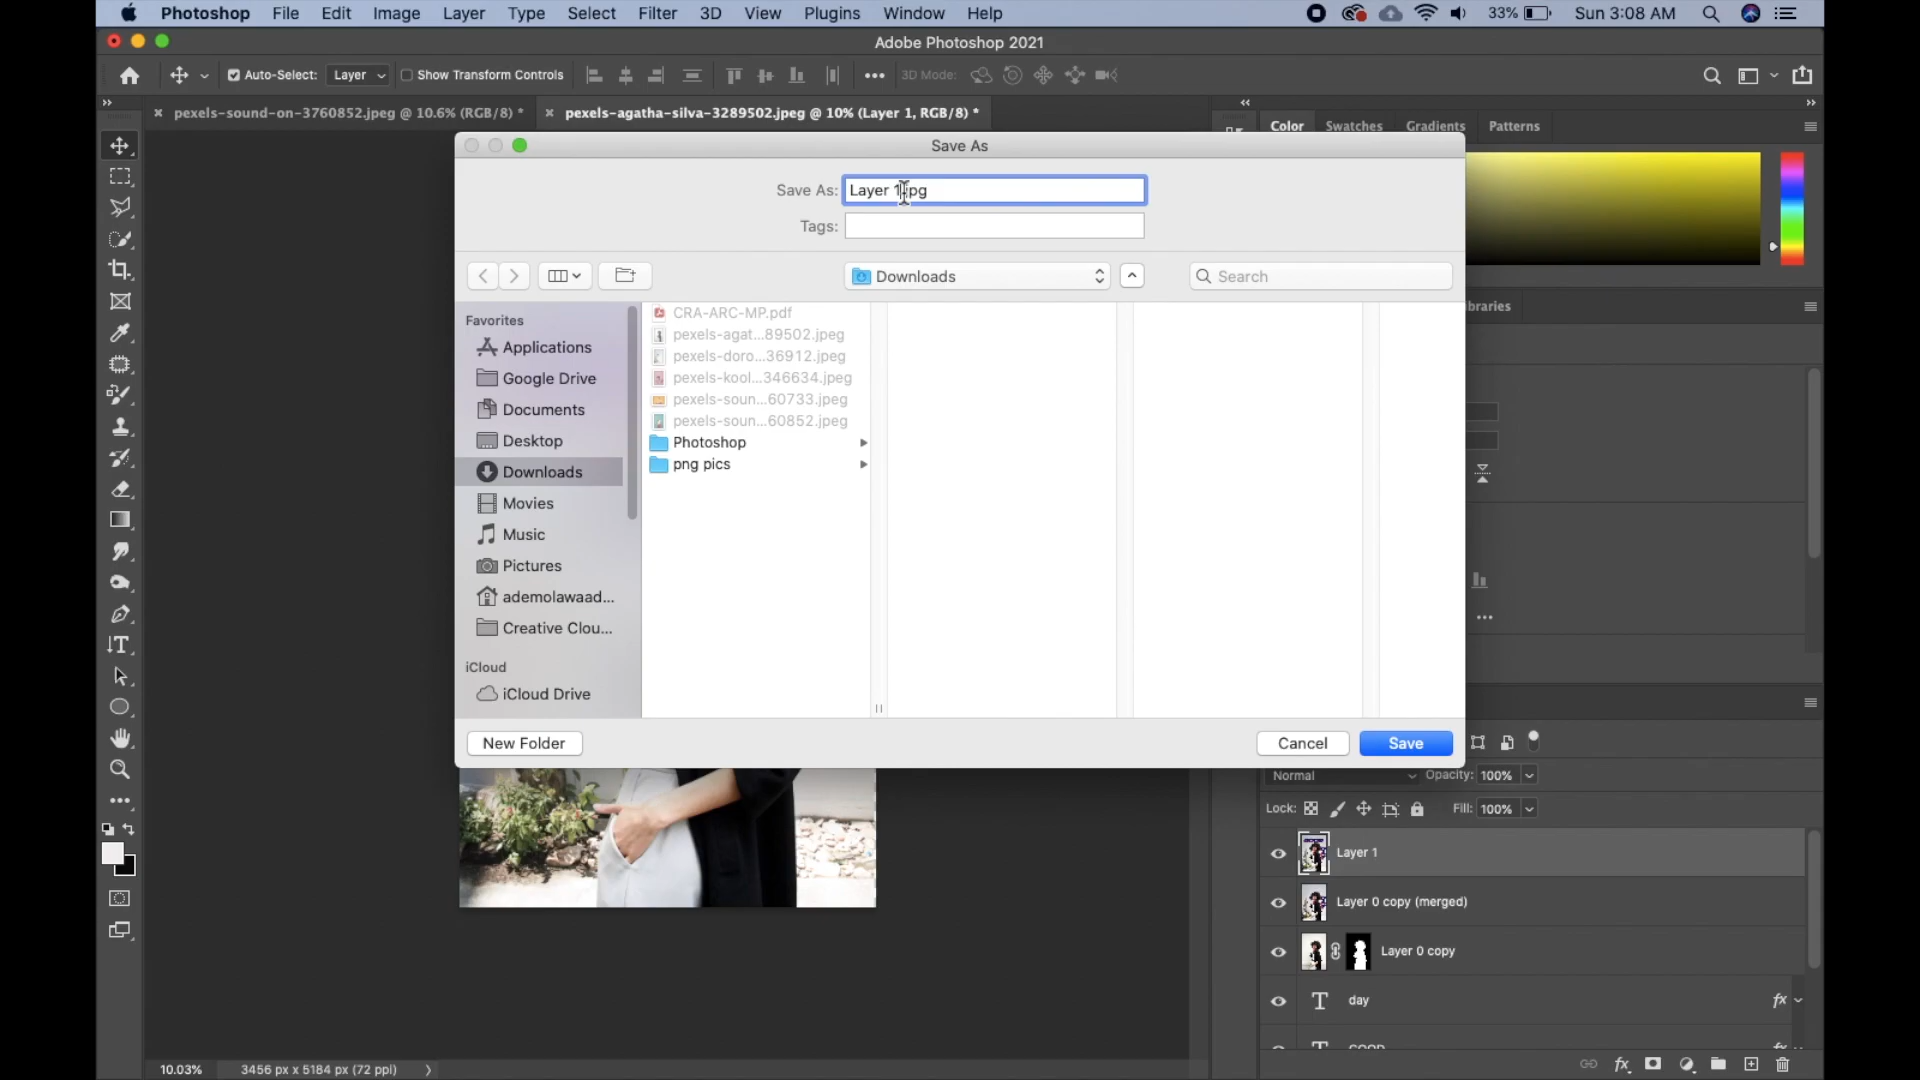 Photoshop File Edit Image Layer Type Select Filter 3D View Plugins Window Help 33% Sun 3:08 AM
Adobe Photoshop 2021
Auto-Select: Layer Show Transform Controls 3D Mode:
pexels-sound-on-3760852.jpeg @ 10.6% (RGB/8) * pexels-agatha-silva-3289502.jpeg @ 10% (Layer 1, RGB/8) *
Color Swatches Gradients Patterns
Save As
Save As: Layer 1.jpg
Tags:
Downloads Search
ibraries
Favorites
Applications
Google Drive
Documents
Desktop
Downloads
Movies
Music
Pictures
ademolawaad...
Creative Clou...
iCloud
iCloud Drive
CRA-ARC-MP.pdf
pexels-agat...89502.jpeg
pexels-doro...36912.jpeg
pexels-kool...346634.jpeg
pexels-soun...60733.jpeg
pexels-soun...60852.jpeg
Photoshop
png pics
New Folder Cancel Save
Normal Opacity: 100%
Lock: Fill: 100%
Layer 1
Layer 0 copy (merged)
Layer 0 copy
T day fx
GOOD
10.03% 3456 px x 5184 px (72 ppi)